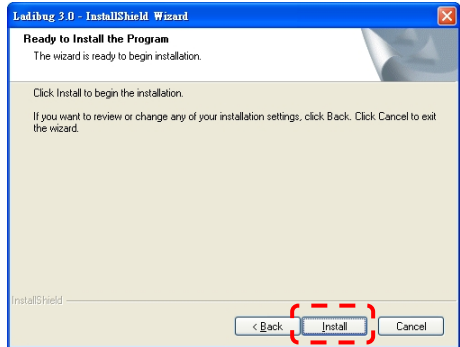 Ladibug 3.0 - InstallShield Wizard
Ready to Install the Program
The wizard is ready to begin installation.
Click Install to begin the installation.
If you want to review or change any of your installation settings, click Back. Click Cancel to exit
the wizard.
InstallShield
< Back Install Cancel